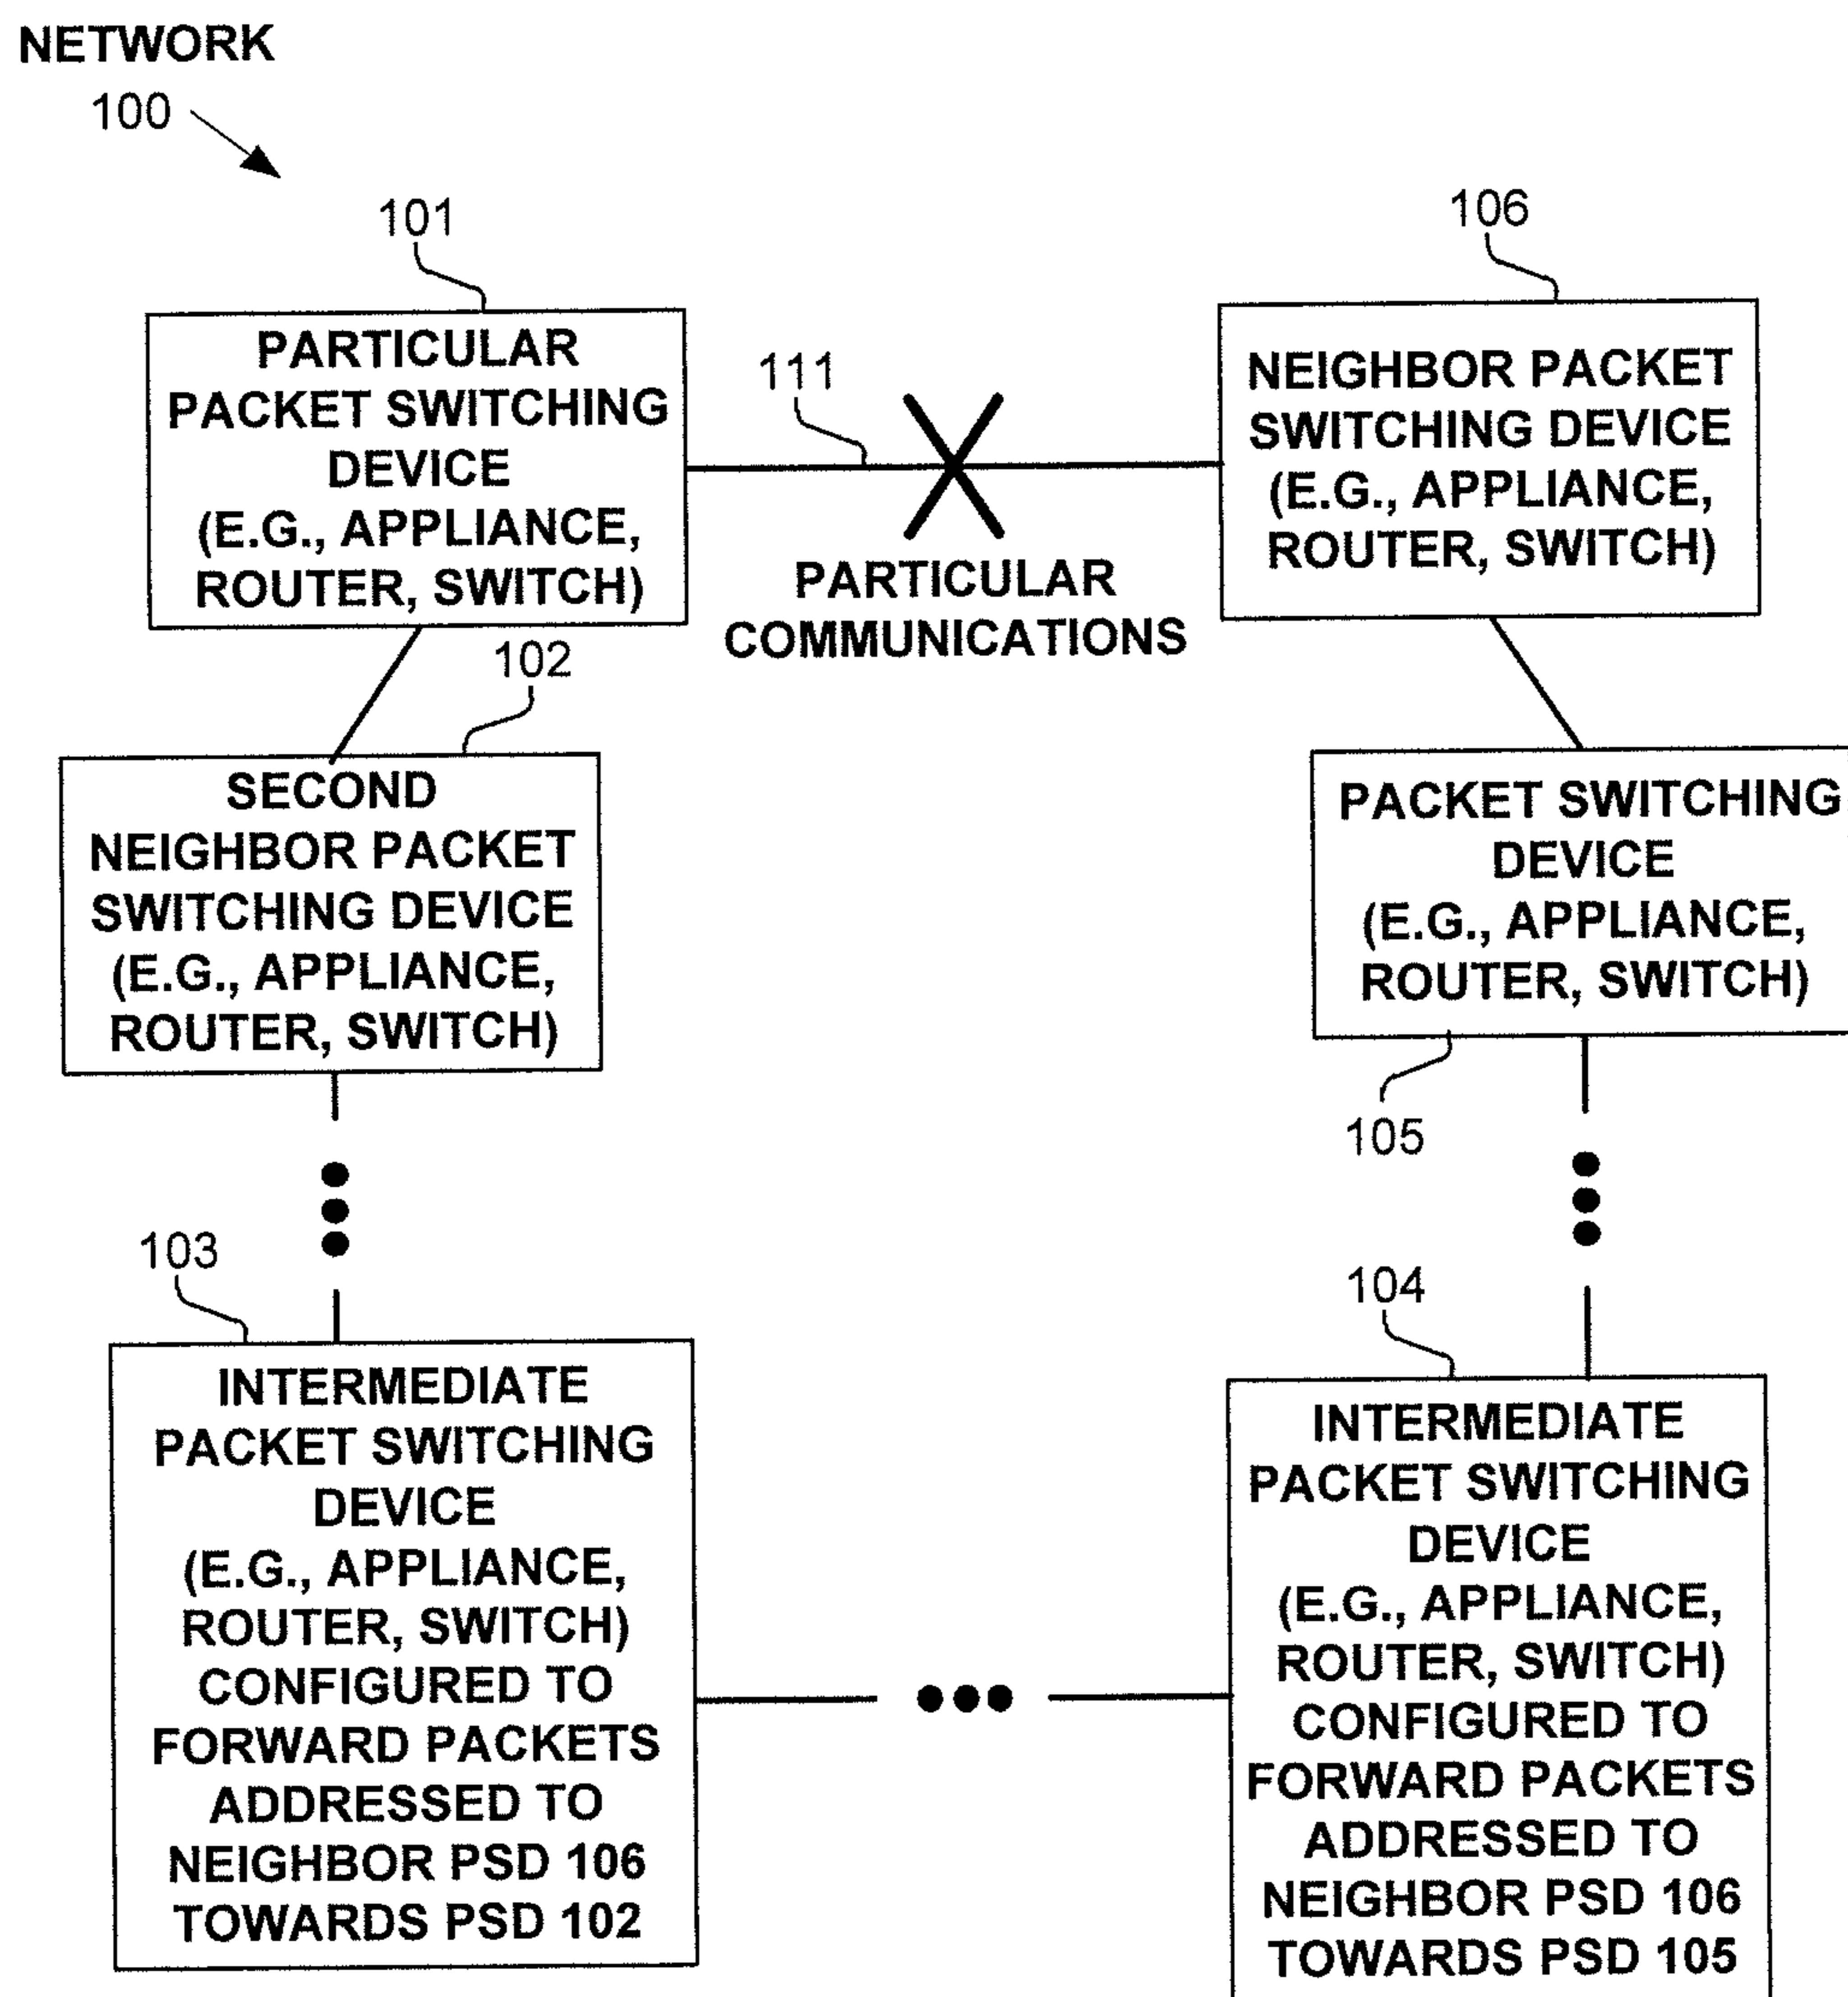 NETWORK
100
101
106
PARTICULAR
PACKET SWITCHING
DEVICE
(E.G., APPLIANCE,
ROUTER, SWITCH)
111
PARTICULAR
COMMUNICATIONS
NEIGHBOR PACKET
SWITCHING DEVICE
(E.G., APPLIANCE,
ROUTER, SWITCH)
102
SECOND
NEIGHBOR PACKET
SWITCHING DEVICE
(E.G., APPLIANCE,
ROUTER, SWITCH)
PACKET SWITCHING
DEVICE
(E.G., APPLIANCE,
ROUTER, SWITCH)
105
103
INTERMEDIATE
PACKET SWITCHING
DEVICE
(E.G., APPLIANCE,
ROUTER, SWITCH)
CONFIGURED TO
FORWARD PACKETS
ADDRESSED TO
NEIGHBOR PSD 106
TOWARDS PSD 102
104
INTERMEDIATE
PACKET SWITCHING
DEVICE
(E.G., APPLIANCE,
ROUTER, SWITCH)
CONFIGURED TO
FORWARD PACKETS
ADDRESSED TO
NEIGHBOR PSD 106
TOWARDS PSD 105